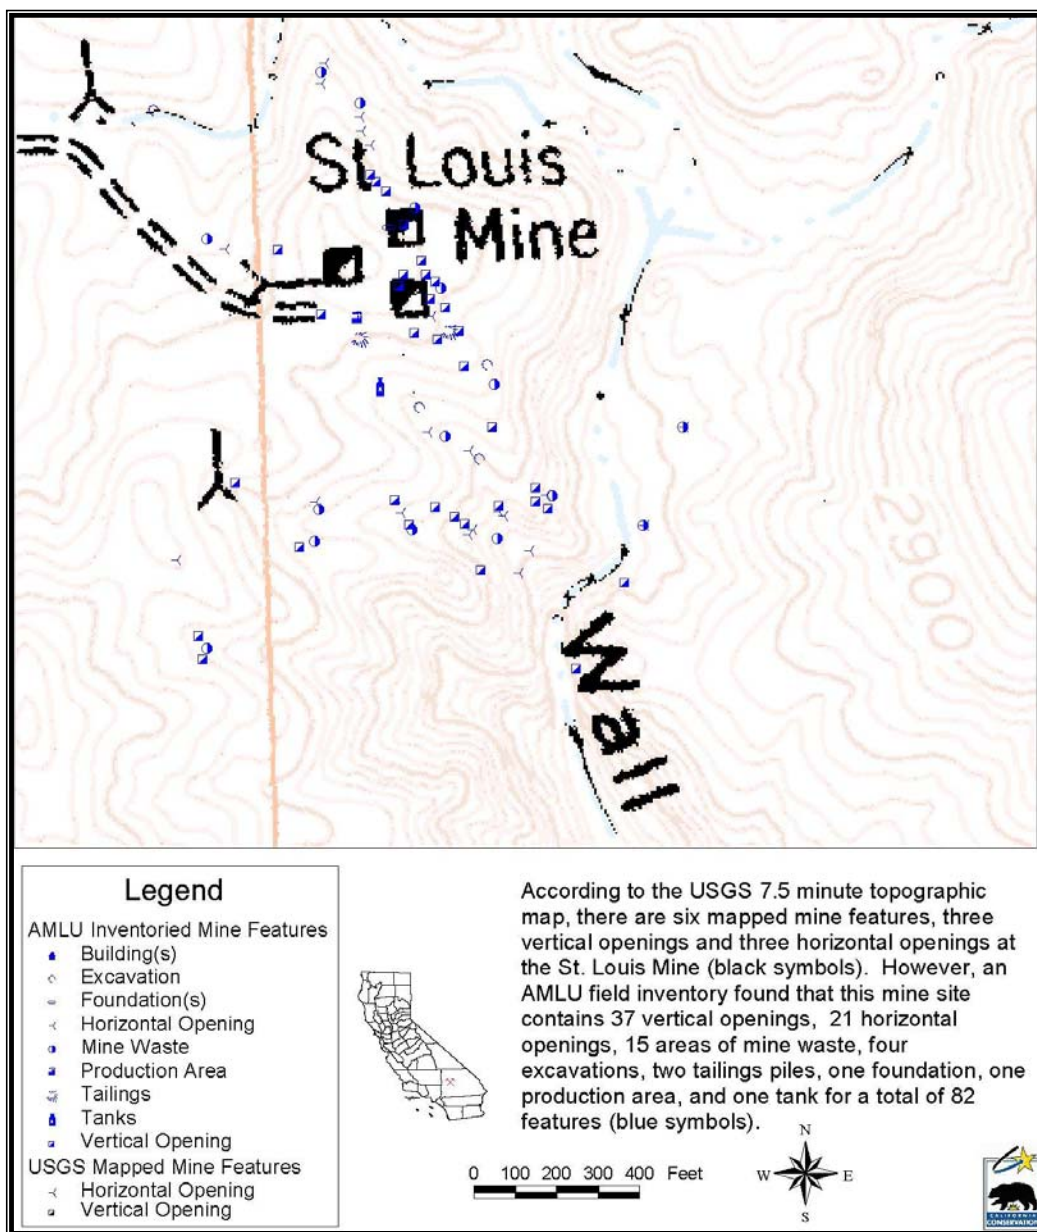 St Louis
Mine
2900
Wall
Legend
AMLU Inventoried Mine Features
Building(s)
Excavation
Foundation(s)
Horizontal Opening
Mine Waste
Production Area
Tailings
Tanks
Vertical Opening
USGS Mapped Mine Features
Horizontal Opening
Vertical Opening
According to the USGS 7.5 minute topographic
map, there are six mapped mine features, three
vertical openings and three horizontal openings at
the St. Louis Mine (black symbols). However, an
AMLU field inventory found that this mine site
contains 37 vertical openings, 21 horizontal
openings, 15 areas of mine waste, four
excavations, two tailings piles, one foundation, one
production area, and one tank for a total of 82
features (blue symbols).
0 100 200 300 400 Feet
N
W E
S
CALIFORNIA
CONSERVATION